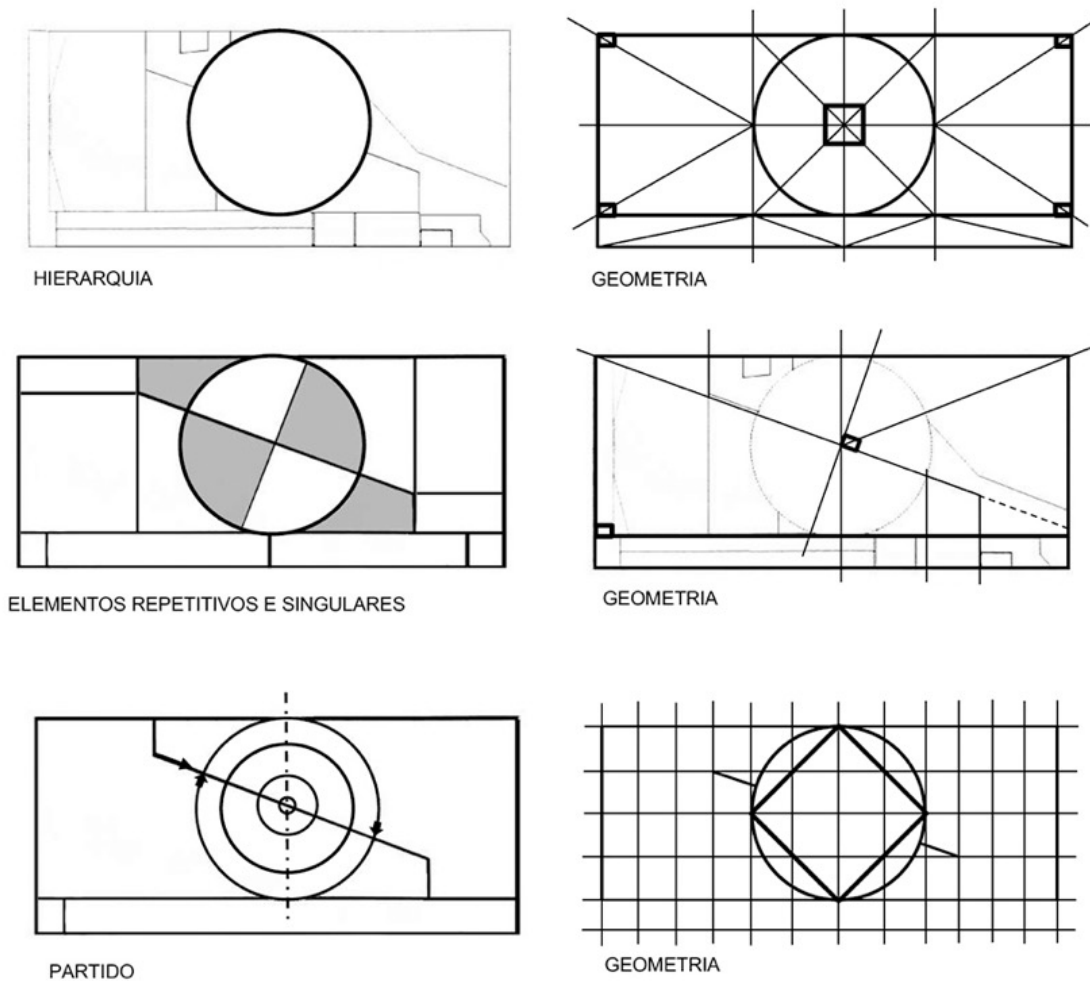 HIERARQUIA
GEOMETRIA
ELEMENTOS REPETITIVOS E SINGULARES
GEOMETRIA
PARTIDO
GEOMETRIA